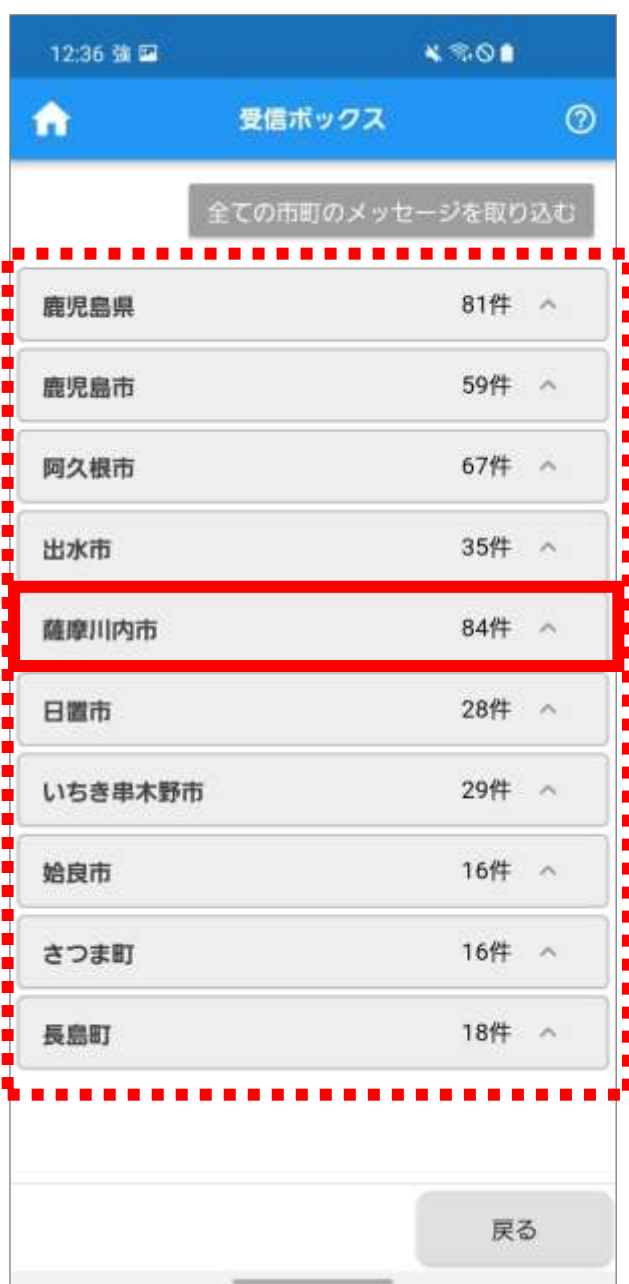 12:36 強
受信ボックス
全ての市町のメッセージを取り込む
鹿児島県 81件
鹿児島市 59件
阿久根市 67件
出水市 35件
薩摩川内市 84件
日置市 28件
いちき串木野市 29件
姶良市 16件
さつま町 16件
長島町 18件
戻る